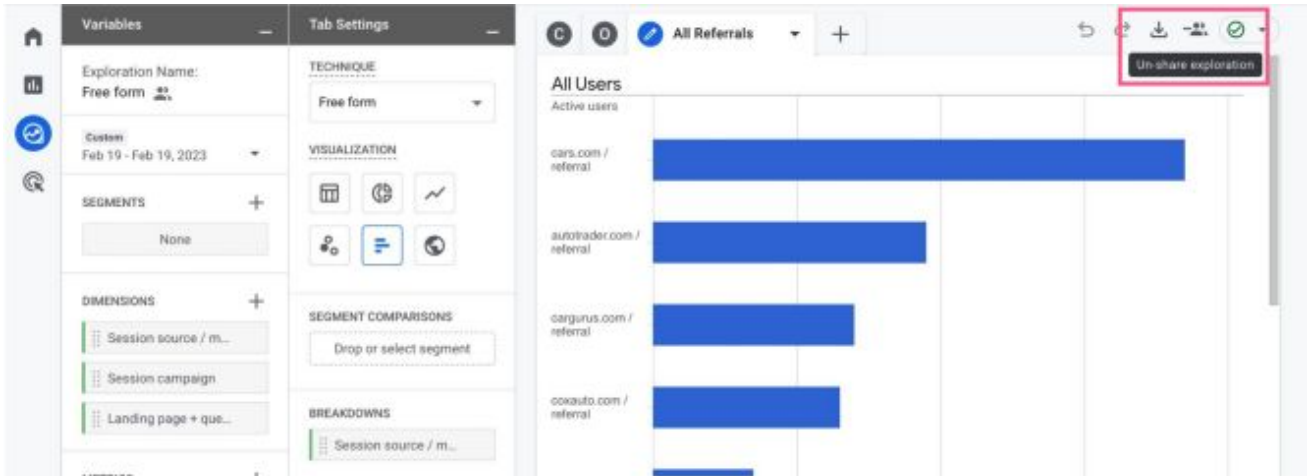 Variables
Exploration Name:
Free form
Custom
Feb 19 - Feb 19, 2023
SEGMENTS
None
DIMENSIONS
Session source / m...
Session campaign
Landing page + que...
METRICS
Tab Settings
TECHNIQUE
Free form
VISUALIZATION
SEGMENT COMPARISONS
Drop or select segment
BREAKDOWNS
Session source / m...
C
O
All Referrals
Un-share exploration
All Users
Active users
cars.com /
referral
autotrader.com /
referral
cargurus.com /
referral
coxauto.com /
referral